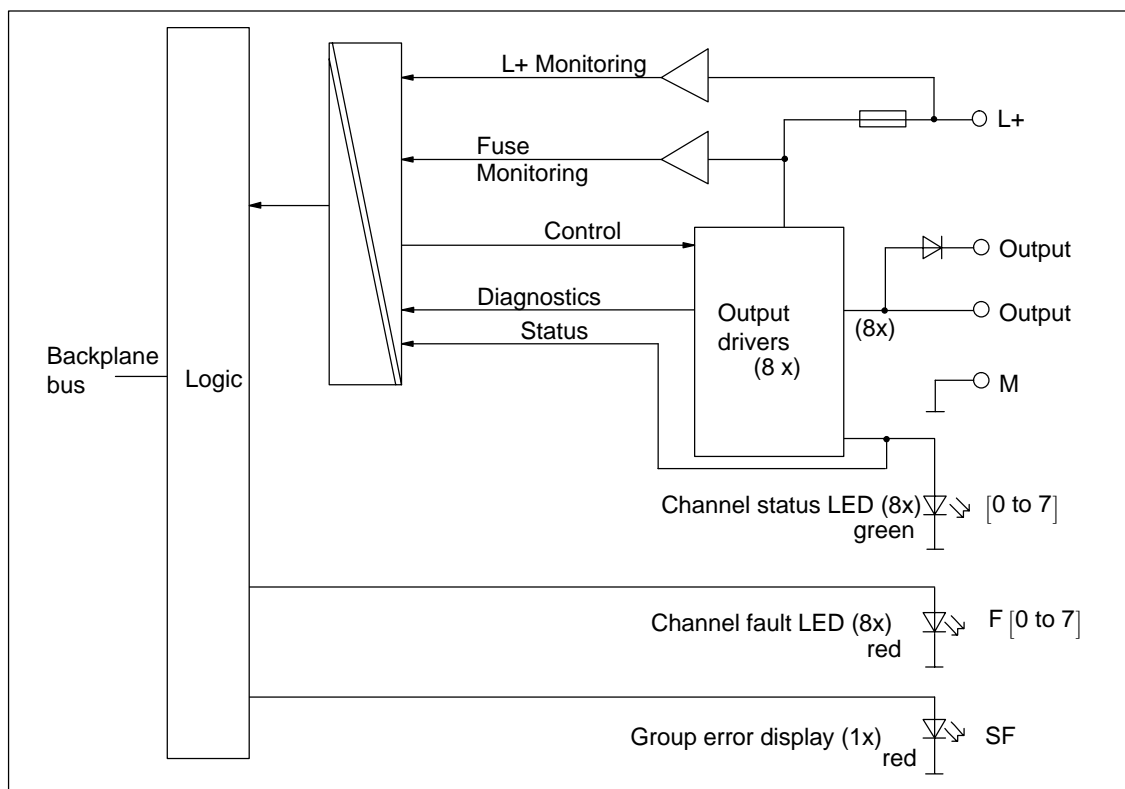 L+ Monitoring
L+
Fuse
Monitoring
Control
Output
Diagnostics
Output
Status
Output
drivers
(8 x)
(8x)
Backplane
bus
Logic
M
Channel status LED (8x)
green
[0 to 7]
Channel fault LED (8x)
red
F [0 to 7]
Group error display (1x)
red
SF